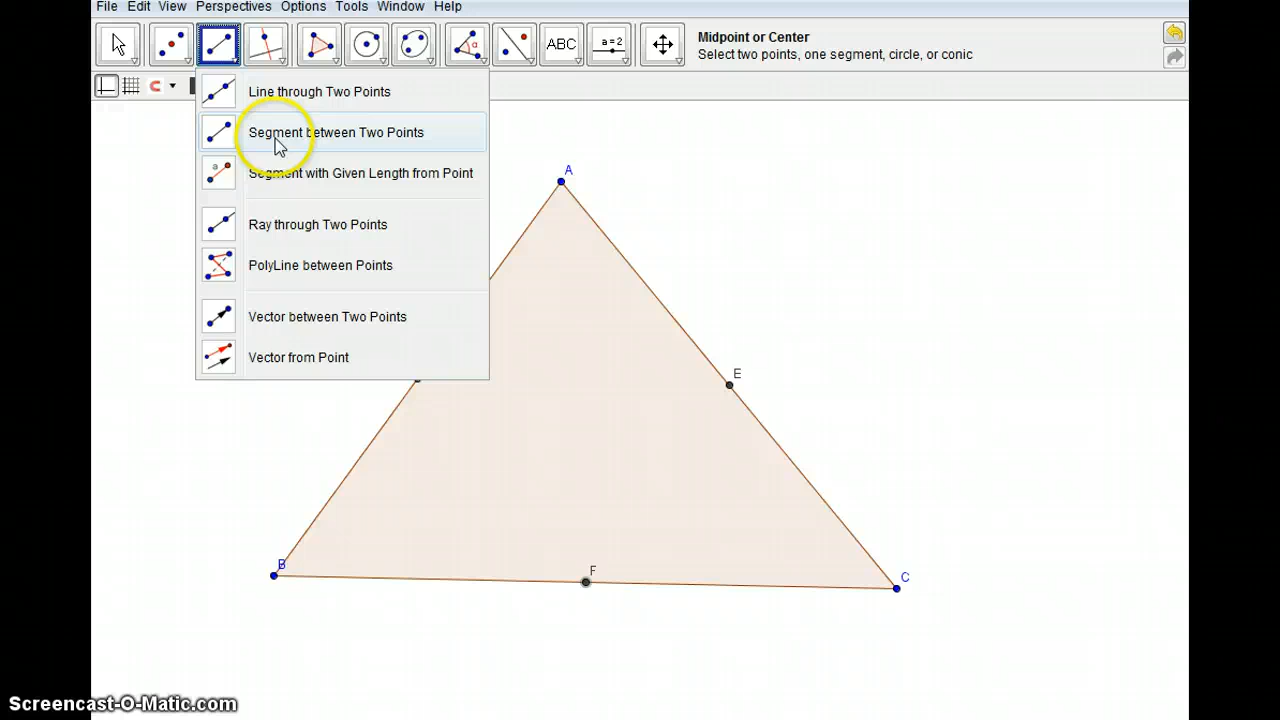 File Edit View Perspectives Options Tools Window Help
α ABC a = 2
Midpoint or Center
Select two points, one segment, circle, or conic
Line through Two Points
Segment between Two Points
a
Segment with Given Length from Point
Ray through Two Points
PolyLine between Points
Vector between Two Points
Vector from Point
A
E
B
F
C
Screencast-O-Matic.com